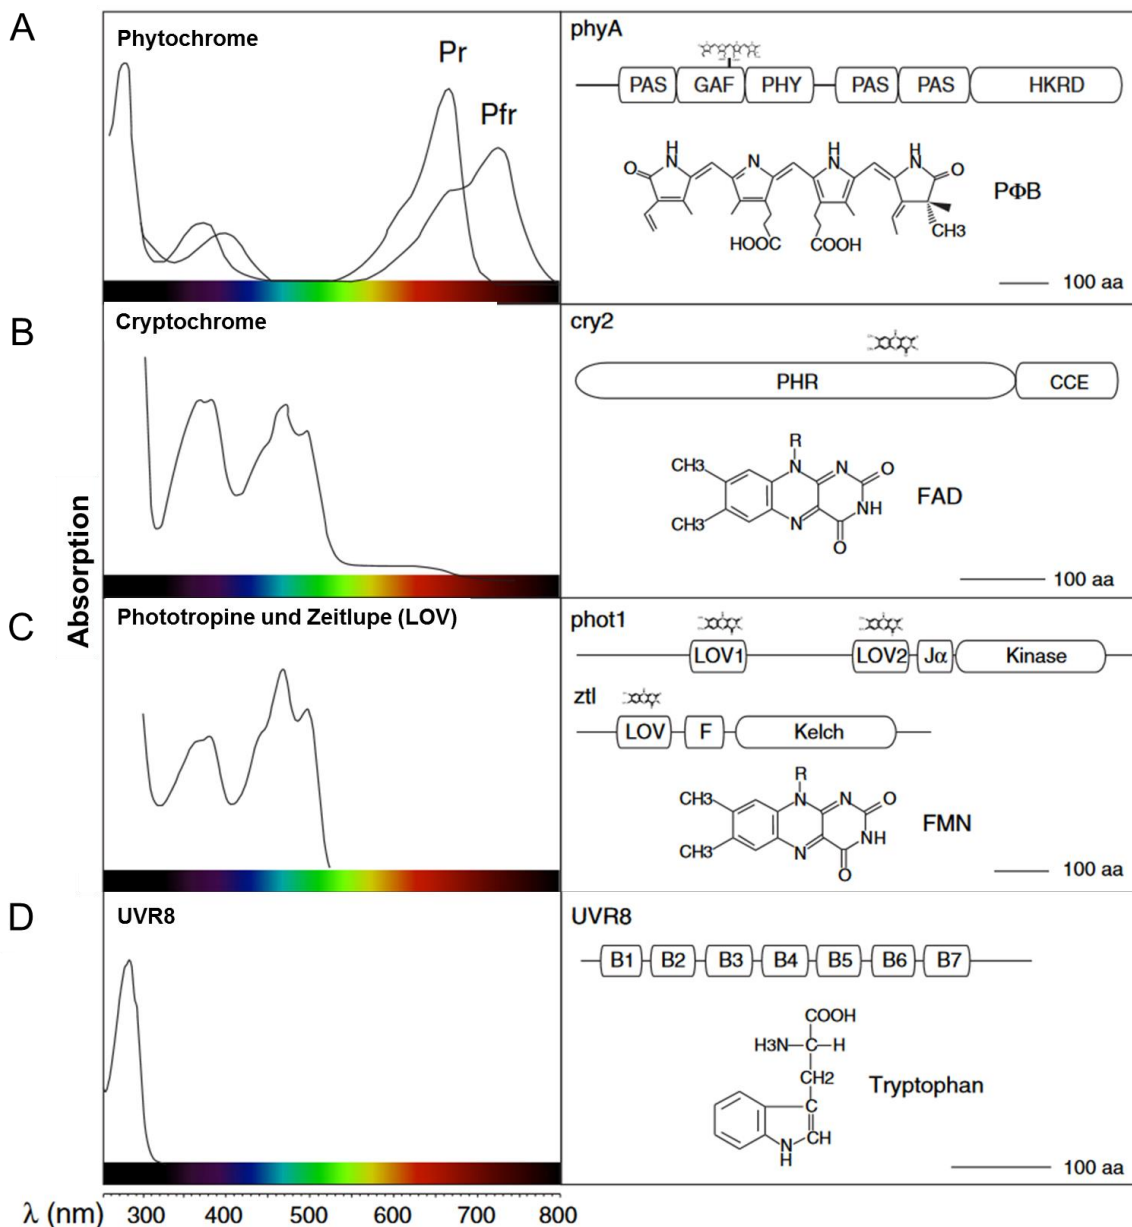 A
Phytochrome
Pr
Pfr
phyA
PAS GAF PHY PAS PAS HKRD
H
NH
N
H
N
H
N
O
O
HOOC
COOH
CH3
PΦB
100 aa
B
Cryptochrome
cry2
PHR CCE
R
CH3
CH3
N
N
N
NH
O
O
FAD
100 aa
Absorption
C
Phototropine und Zeitlupe (LOV)
phot1
LOV1 LOV2 Jα Kinase
ztl
LOV F Kelch
R
CH3
CH3
N
N
N
NH
O
O
FMN
100 aa
D
UVR8
UVR8
B1 B2 B3 B4 B5 B6 B7
COOH
H3N C H
CH2
C
CH
N
H
Tryptophan
100 aa
λ (nm) 300 400 500 600 700 800